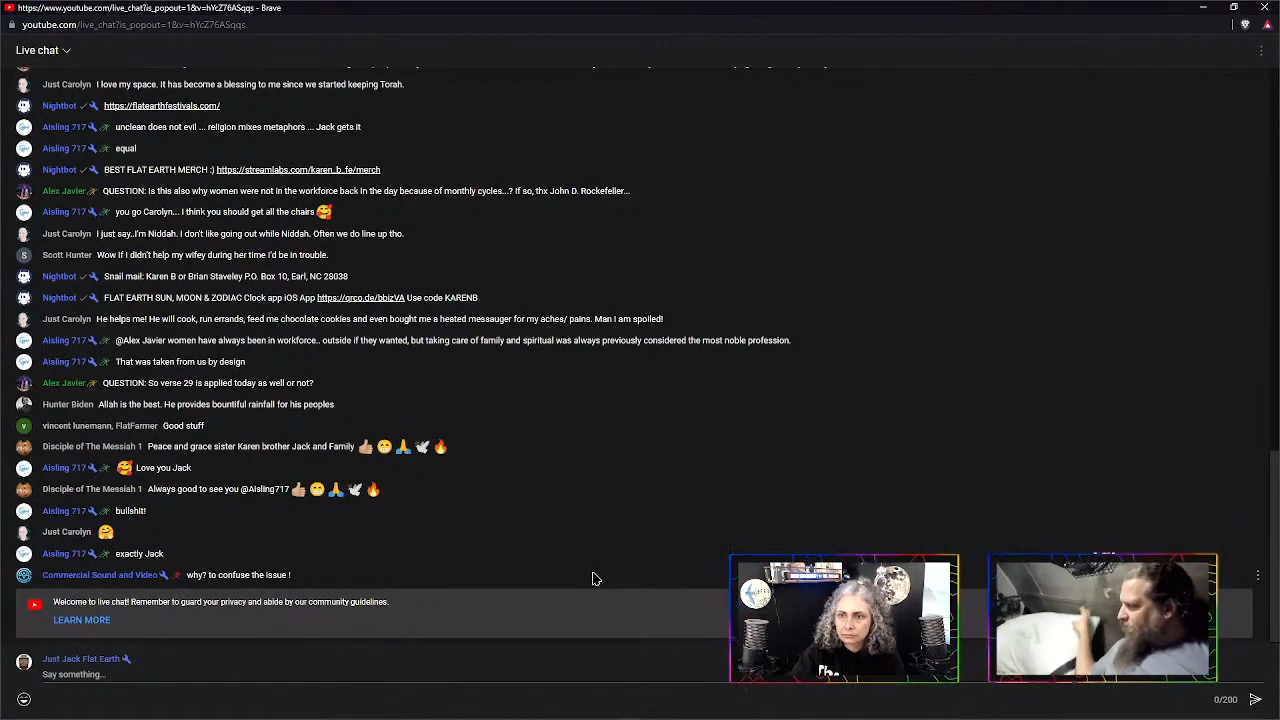 https://www.youtube.com/live_chat?is_popout=1&v=hYcZ76ASqqs - Brave
youtube.com/live_chat?is_popout=1&v=hYcZ76ASqqs
Live chat
Just Carolyn I love my space. It has become a blessing to me since we started keeping Torah.
Nightbot https://flatearthfestivals.com/
Aisling 717 unclean does not evil ... religion mixes metaphors ... Jack gets it
Aisling 717 equal
Nightbot BEST FLAT EARTH MERCH :) https://streamlabs.com/karen_b_fe/merch
Alex Javier QUESTION: Is this also why women were not in the workforce back in the day because of monthly cycles...? If so, thx John D. Rockefeller...
Aisling 717 you go Carolyn... I think you should get all the chairs 🥰
Just Carolyn I just say..I'm Niddah. I don't like going out while Niddah. Often we do line up tho.
S Scott Hunter Wow if I didn't help my wifey during her time I'd be in trouble.
Nightbot Snail mail: Karen B or Brian Staveley P.O. Box 10, Earl, NC 28038
Nightbot FLAT EARTH SUN, MOON & ZODIAC Clock app iOS App https://qrco.de/bbizVA Use code KARENB
Just Carolyn He helps me! He will cook, run errands, feed me chocolate cookies and even bought me a heated messauger for my aches/ pains. Man I am spoiled!
Aisling 717 @Alex Javier women have always been in workforce.. outside if they wanted, but taking care of family and spiritual was always previously considered the most noble profession.
Aisling 717 That was taken from us by design
Alex Javier QUESTION: So verse 29 is applied today as well or not?
Hunter Biden Allah is the best. He provides bountiful rainfall for his peoples
v vincent lunemann, FlatFarmer Good stuff
Disciple of The Messiah 1 Peace and grace sister Karen brother Jack and Family 👍🏼😁🙏🕊🔥
Aisling 717 🥰 Love you Jack
Disciple of The Messiah 1 Always good to see you @Aisling717 👍🏼😁🙏🕊🔥
Aisling 717 bullshit!
Just Carolyn 🤗
Aisling 717 exactly Jack
Commercial Sound and Video why? to confuse the issue !
Welcome to live chat! Remember to guard your privacy and abide by our community guidelines.
LEARN MORE
Just Jack Flat Earth
Say something...
0/200